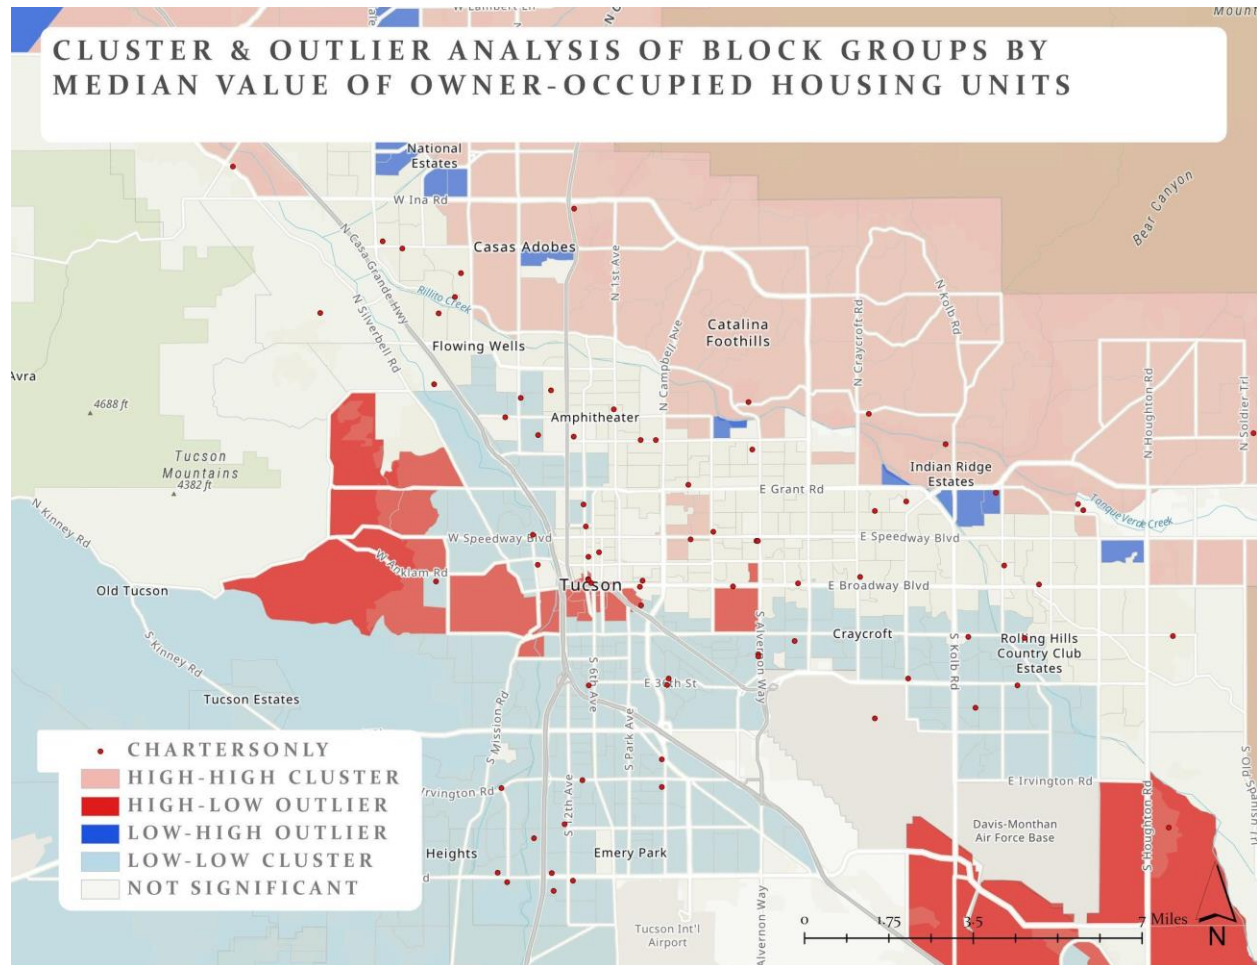 W Lambert Ln
Mount
CLUSTER & OUTLIER ANALYSIS OF BLOCK GROUPS BY
MEDIAN VALUE OF OWNER-OCCUPIED HOUSING UNITS
National
Estates
W Ina Rd
Bear Canyon
N Casa Grande Hwy
Casas Adobes
N 1st Ave
Rillito Creek
N Kolb Rd
N Silverbell Rd
Catalina
Foothills
N Craycroft Rd
Flowing Wells
N Campbell Ave
Avra
N Houghton Rd
N Soldier Trl
4688 ft
Amphitheater
Tucson
Mountains
4382 ft
Indian Ridge
Estates
E Grant Rd
Tanque Verde Creek
N Kinney Rd
W Speedway Blvd
E Speedway Blvd
W Anklam Rd
Old Tucson
Tucson
E Broadway Blvd
S Kinney Rd
S Alvernon Way
Craycroft
S Kolb Rd
Rolling Hills
Country Club
Estates
Tucson Estates
S 6th Ave
E 36th St
S Mission Rd
S Park Ave
CHARTERSONLY
HIGH-HIGH CLUSTER
HIGH-LOW OUTLIER
LOW-HIGH OUTLIER
LOW-LOW CLUSTER
NOT SIGNIFICANT
Irvington Rd
S 12th Ave
E Irvington Rd
S Houghton Rd
S Old Spanish Trl
Heights
Emery Park
Davis-Monthan
Air Force Base
d
Alvernon Way
Tucson Int'l
Airport
0 1.75 3.5 7 Miles
N